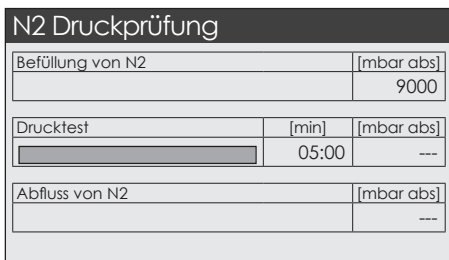 N2 Druckprüfung
Befüllung von N2 [mbar abs]
9000
Drucktest [min] [mbar abs]
05:00 ---
Abfluss von N2 [mbar abs]
---